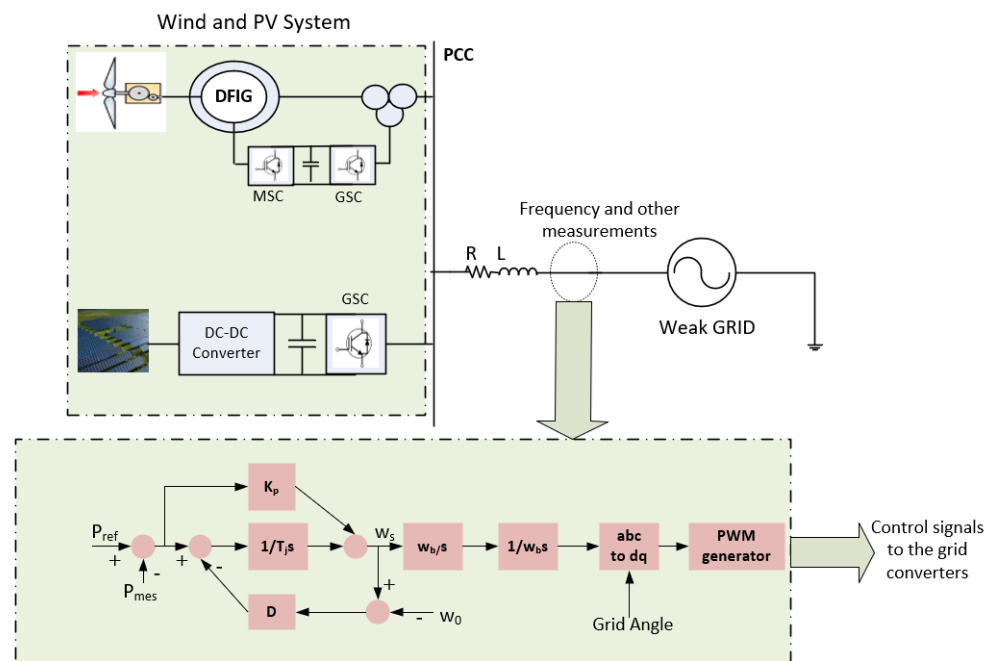 Wind and PV System
PCC
DFIG
MSC
GSC
Frequency and other
measurements
R
L
Weak GRID
GSC
DC-DC
Converter
Kₚ
Pref
+
-
Pmes
+
-
1/Tⱼs
ws
wb/s
1/wbs
abc
to dq
PWM
generator
Control signals
to the grid
converters
+
D
-
w0
Grid Angle